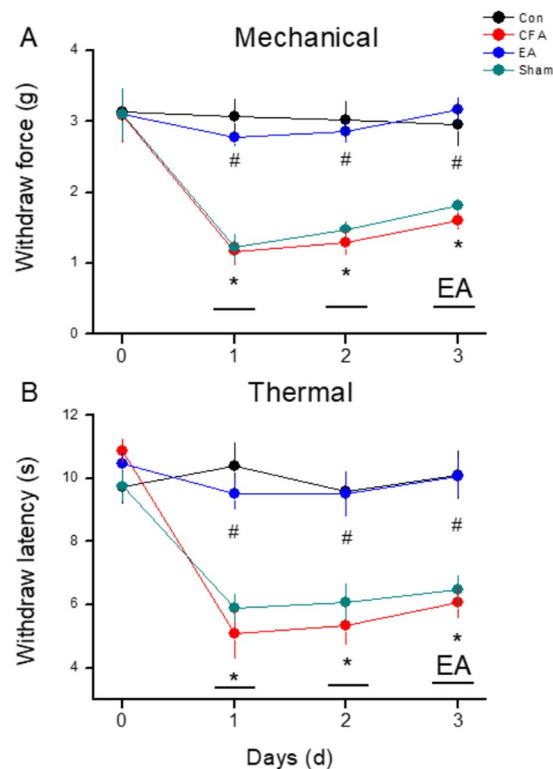 Con
CFA
EA
Sham
A
Mechanical
Withdraw force (g)
4
3
2
1
0
#
#
#
*
*
*
EA
0
1
2
3
B
Thermal
Withdraw latency (s)
12
10
8
6
4
#
#
#
*
*
*
EA
0
1
2
3
Days (d)